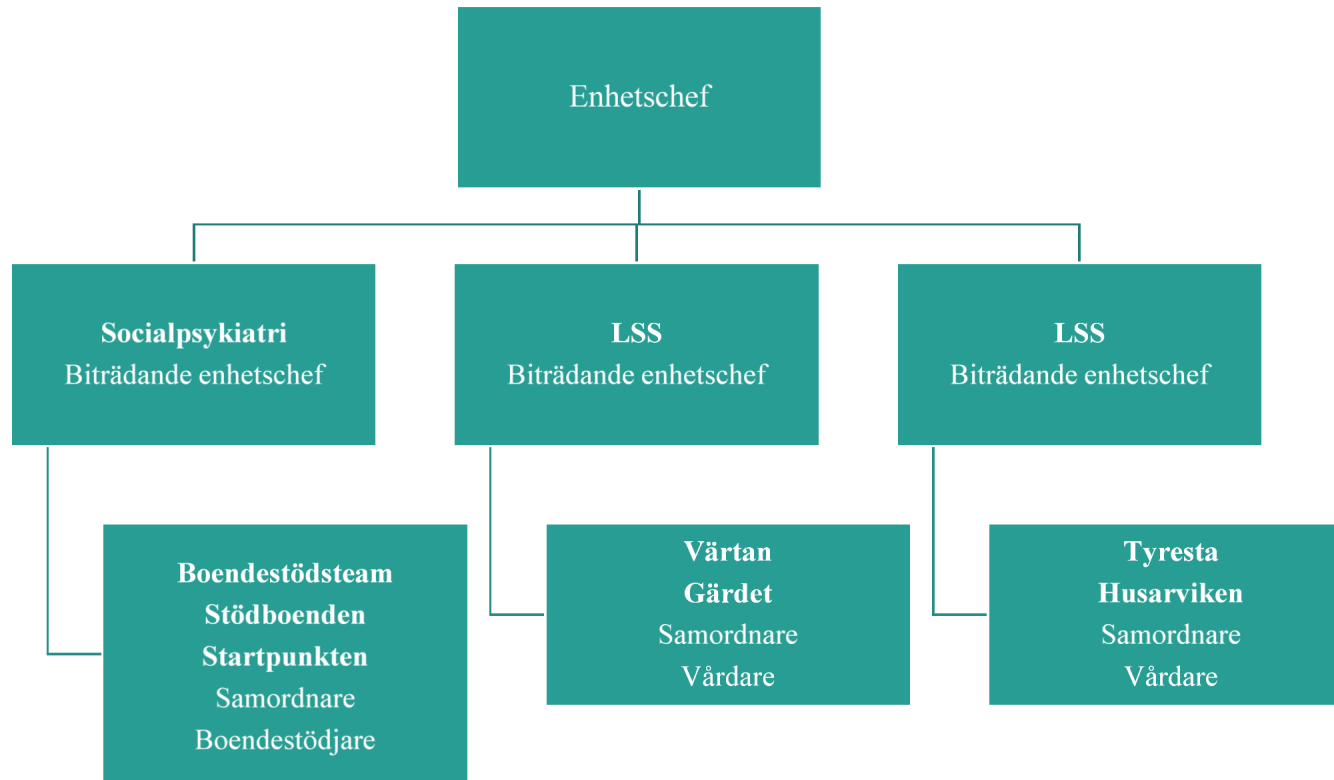 Enhetschef
Socialpsykiatri
Biträdande enhetschef
LSS
Biträdande enhetschef
LSS
Biträdande enhetschef
Boendestödsteam
Stödboenden
Startpunkten
Samordnare
Boendestödjare
Värtan
Gärdet
Samordnare
Vårdare
Tyresta
Husarviken
Samordnare
Vårdare